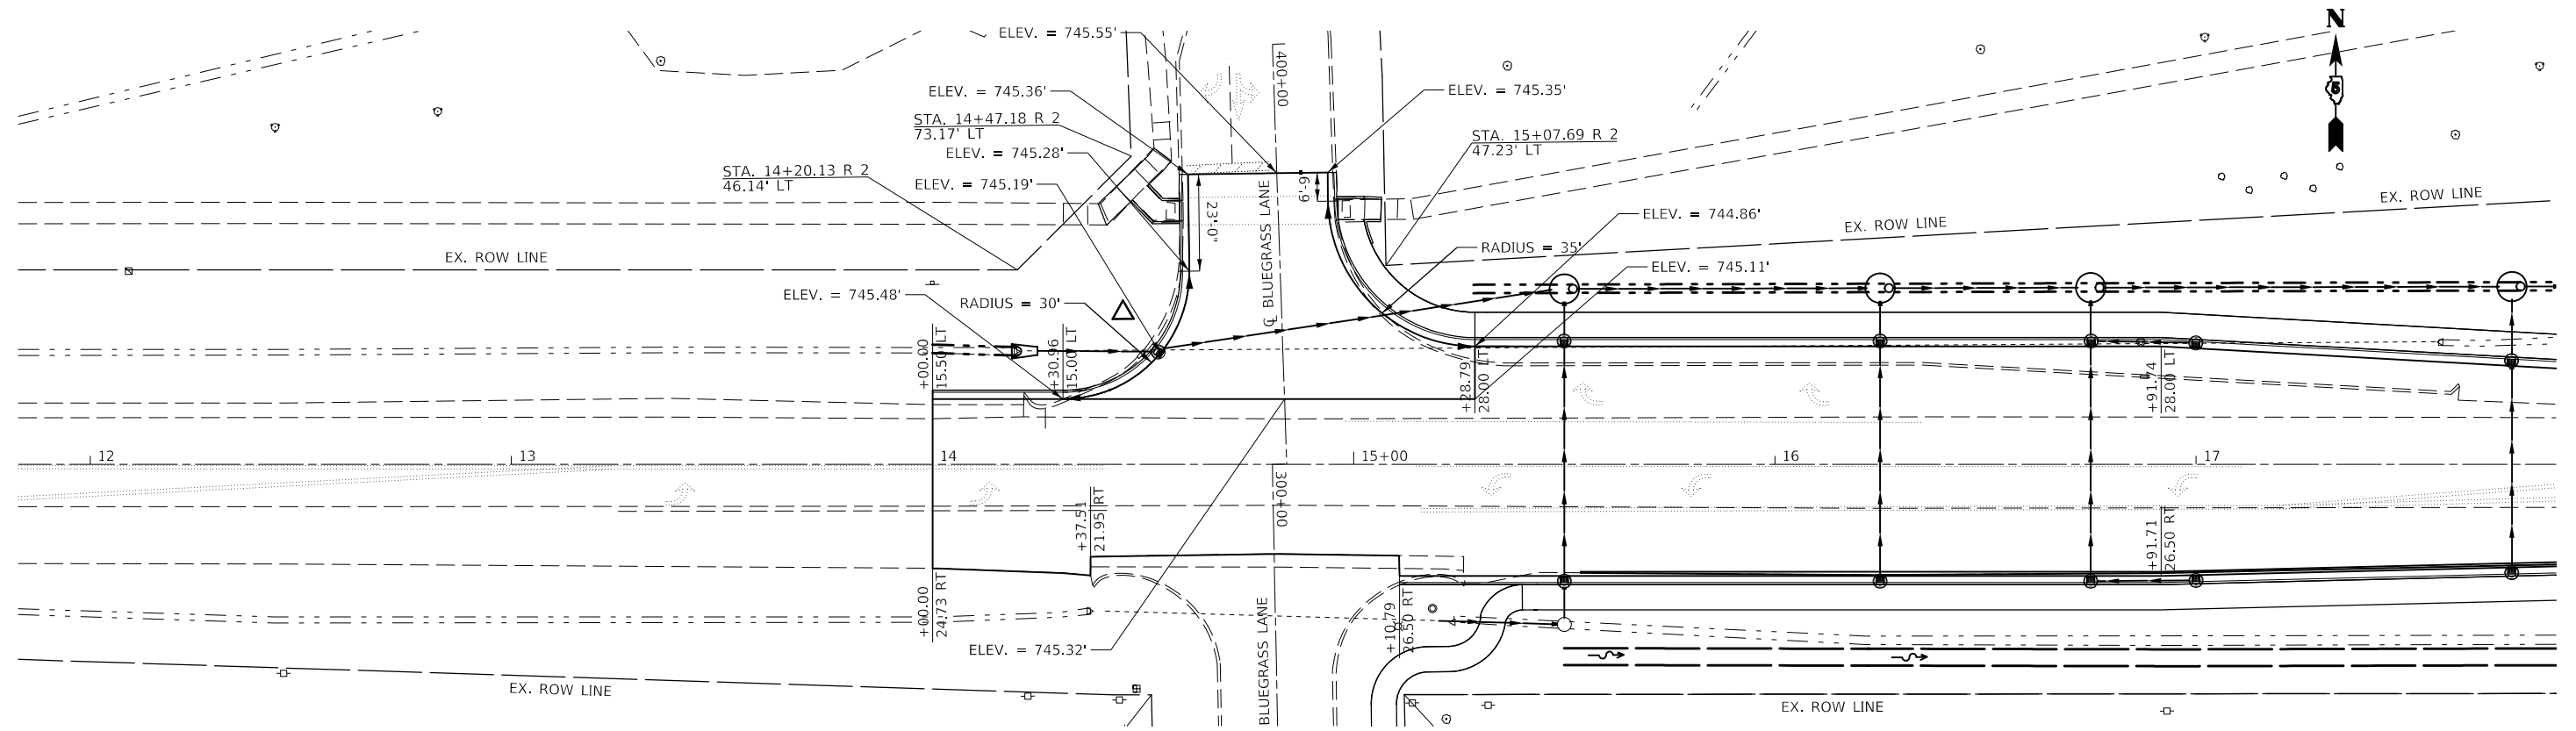 N
5
ELEV. = 745.55'
ELEV. = 745.36'
STA. 14+47.18 R 2
73.17' LT
ELEV. = 745.28'
STA. 14+20.13 R 2
46.14' LT
ELEV. = 745.19'
400+00
ELEV. = 745.35'
STA. 15+07.69 R 2
47.23' LT
6'-9"
23'-0"
℄ BLUEGRASS LANE
ELEV. = 744.86'
RADIUS = 35'
ELEV. = 745.11'
EX. ROW LINE
EX. ROW LINE
EX. ROW LINE
ELEV. = 745.48'
RADIUS = 30'
+00.00
15.50 LT
+30.96
15.00 LT
+28.79
28.00 LT
+91.74
28.00 LT
12
13
14
15+00
16
17
300+00
+37.51
21.95 RT
+91.71
26.50 RT
+00.00
24.73 RT
+10.79
26.50 RT
BLUEGRASS LANE
ELEV. = 745.32'
EX. ROW LINE
EX. ROW LINE